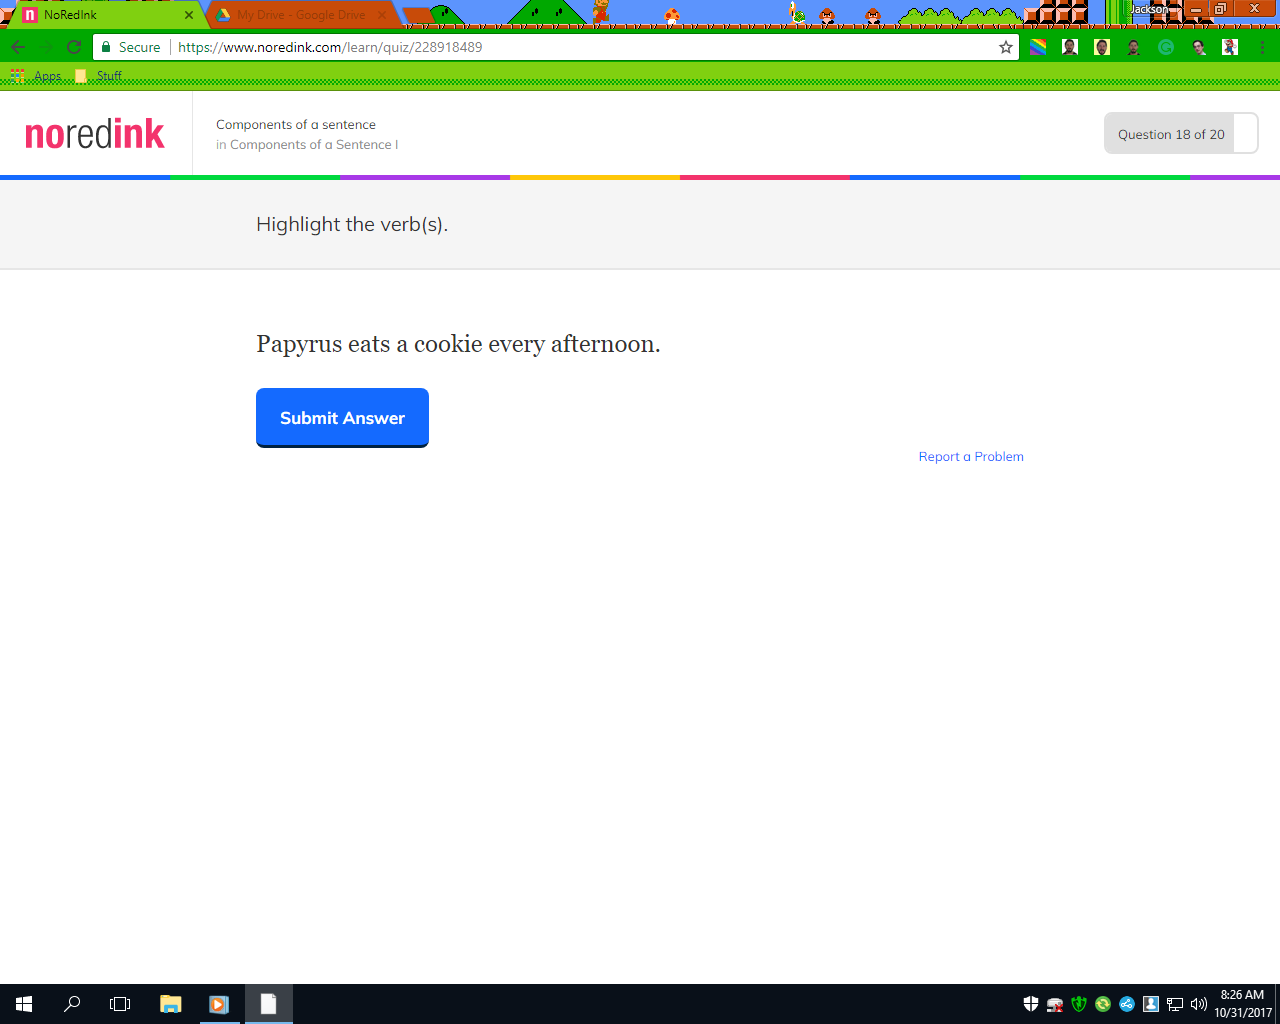 NoRedInk
My Drive - Google Drive
Jackson
Secure
https://www.noredink.com/learn/quiz/228918489
Apps
Stuff
noredink
Components of a sentence
in Components of a Sentence I
Question 18 of 20
Highlight the verb(s).
Papyrus eats a cookie every afternoon.
Submit Answer
Report a Problem
8:26 AM
10/31/2017